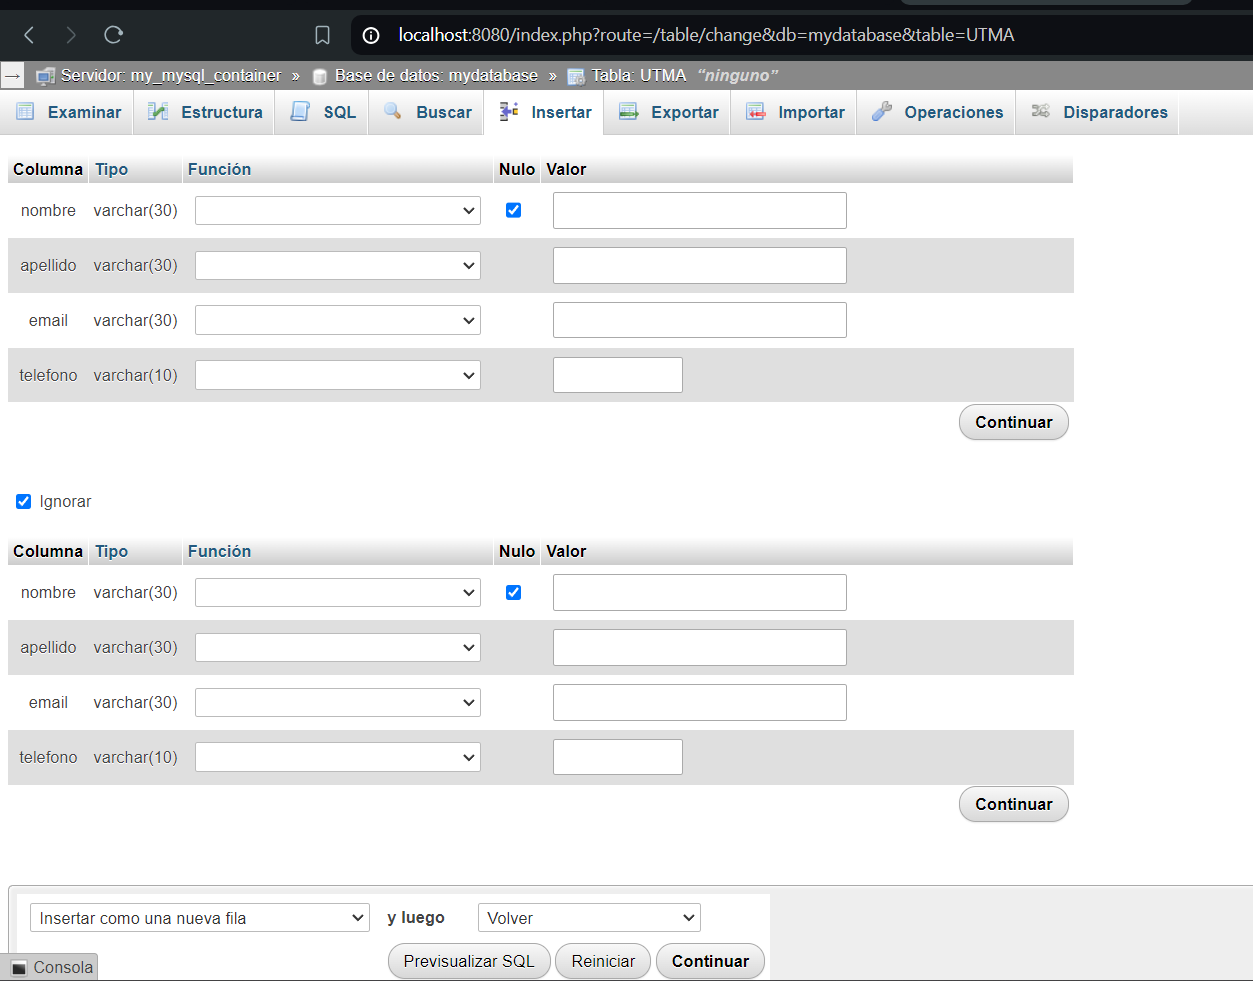 localhost:8080/index.php?route=/table/change&db=mydatabase&table=UTMA
Servidor: my_mysql_container » Base de datos: mydatabase » Tabla: UTMA “ninguno”
Examinar Estructura SQL Buscar Insertar Exportar Importar Operaciones Disparadores
Columna Tipo Función Nulo Valor
nombre varchar(30)
apellido varchar(30)
email varchar(30)
telefono varchar(10)
Continuar
Ignorar
Columna Tipo Función Nulo Valor
nombre varchar(30)
apellido varchar(30)
email varchar(30)
telefono varchar(10)
Continuar
Insertar como una nueva fila y luego Volver
Previsualizar SQL Reiniciar Continuar
Consola